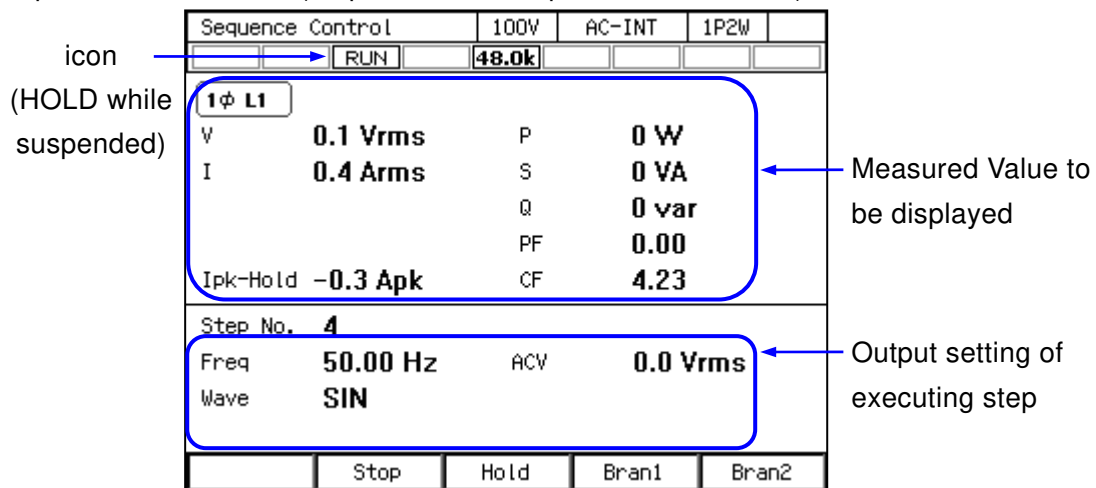 Sequence Control 100V AC-INT 1P2W
RUN 48.0k
icon
(HOLD while
suspended)
1ϕ L1
V 0.1 Vrms P 0 W
I 0.4 Arms S 0 VA
Q 0 var
PF 0.00
Ipk-Hold -0.3 Apk CF 4.23
Measured Value to
be displayed
Step No. 4
Freq 50.00 Hz ACV 0.0 Vrms
Wave SIN
Output setting of
executing step
Stop Hold Bran1 Bran2